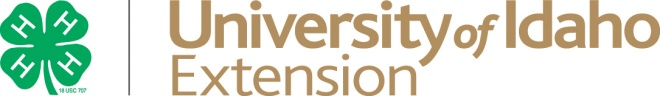 H H
H H
18 USC 707
University of Idaho
Extension